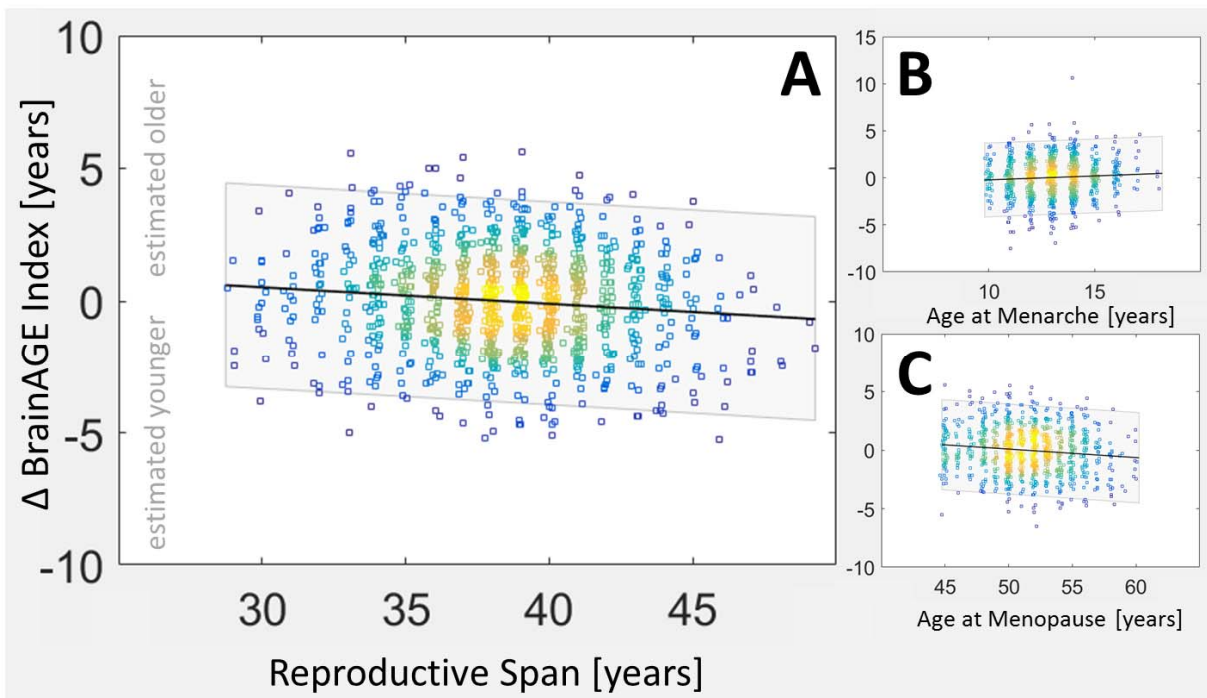 A
Δ BrainAGE Index [years]
estimated older
estimated younger
10
5
0
-5
-10
30 35 40 45
Reproductive Span [years]
B
15
10
5
0
-5
-10
10 15
Age at Menarche [years]
C
10
5
0
-5
-10
45 50 55 60
Age at Menopause [years]